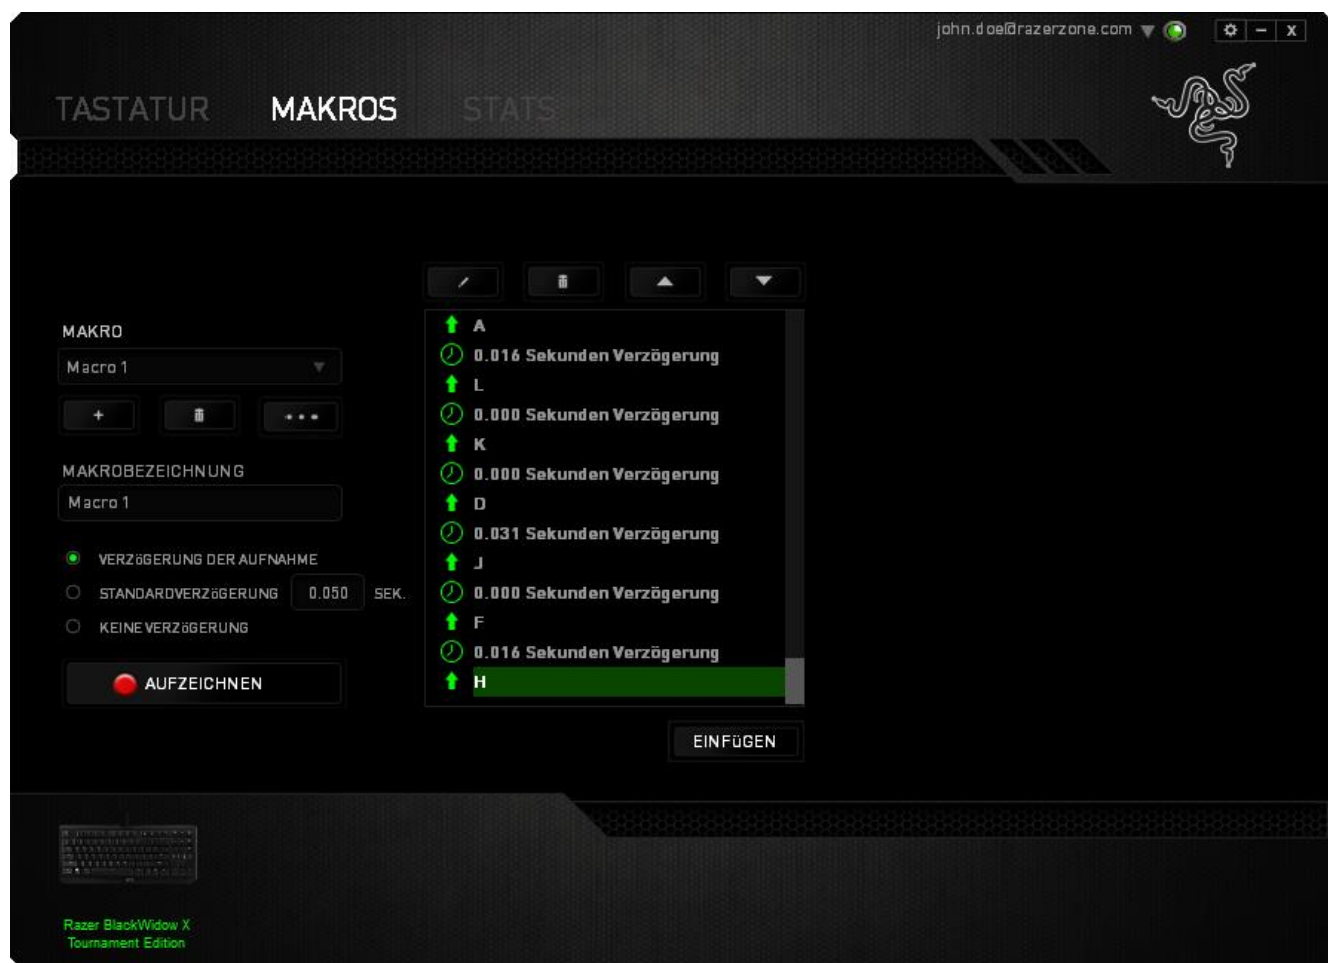 john.doe@razerzone.com
TASTATUR MAKROS STATS
MAKRO
Macro 1
MAKROBEZEICHNUNG
Macro 1
VERZÖGERUNG DER AUFNAHME
STANDARDVERZÖGERUNG 0.050 SEK.
KEINE VERZÖGERUNG
AUFZEICHNEN
A
0.016 Sekunden Verzögerung
L
0.000 Sekunden Verzögerung
K
0.000 Sekunden Verzögerung
D
0.031 Sekunden Verzögerung
J
0.000 Sekunden Verzögerung
F
0.016 Sekunden Verzögerung
H
EINFÜGEN
Razer BlackWidow X
Tournament Edition